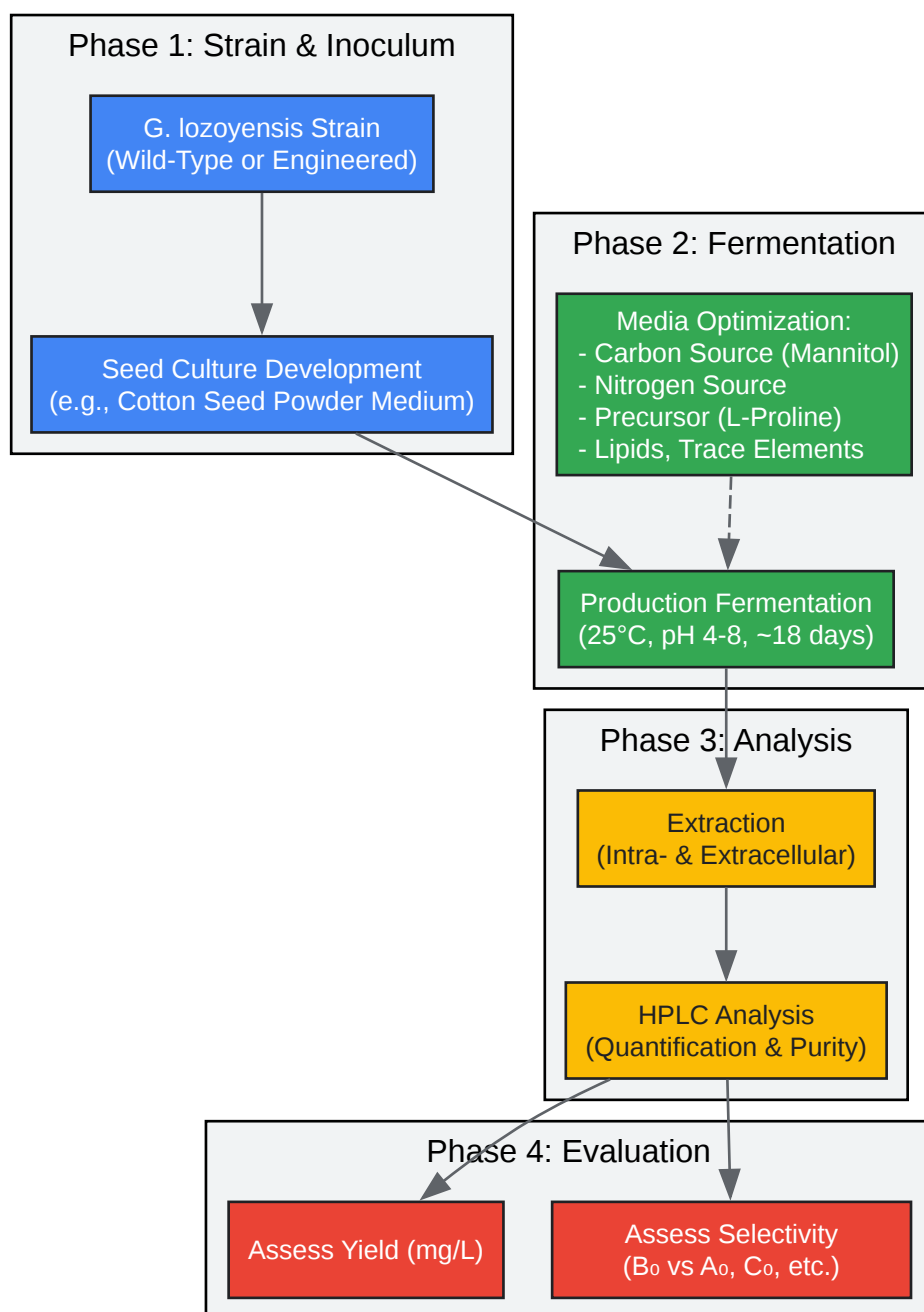 Phase 1: Strain & Inoculum
G. lozoyensis Strain
(Wild-Type or Engineered)
Seed Culture Development
(e.g., Cotton Seed Powder Medium)
Phase 2: Fermentation
Media Optimization:
- Carbon Source (Mannitol)
- Nitrogen Source
- Precursor (L-Proline)
- Lipids, Trace Elements
Production Fermentation
(25°C, pH 4-8, ~18 days)
Phase 3: Analysis
Extraction
(Intra- & Extracellular)
HPLC Analysis
(Quantification & Purity)
Phase 4: Evaluation
Assess Yield (mg/L)
Assess Selectivity
(B₀ vs A₀, C₀, etc.)